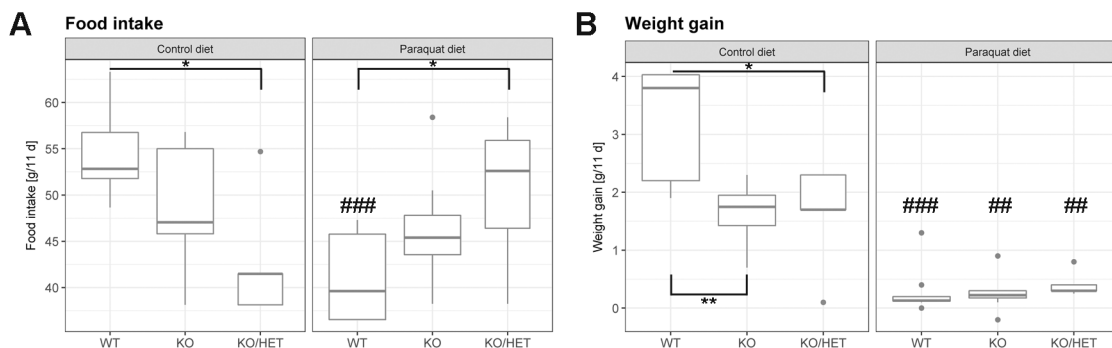 A Food intake
Control diet
Paraquat diet
Food intake [g/11 d]
60
55
50
45
40
*
*
###
WT KO KO/HET
WT KO KO/HET
B Weight gain
Control diet
Paraquat diet
Weight gain [g/11 d]
4
3
2
1
0
*
**
### ## ##
WT KO KO/HET
WT KO KO/HET